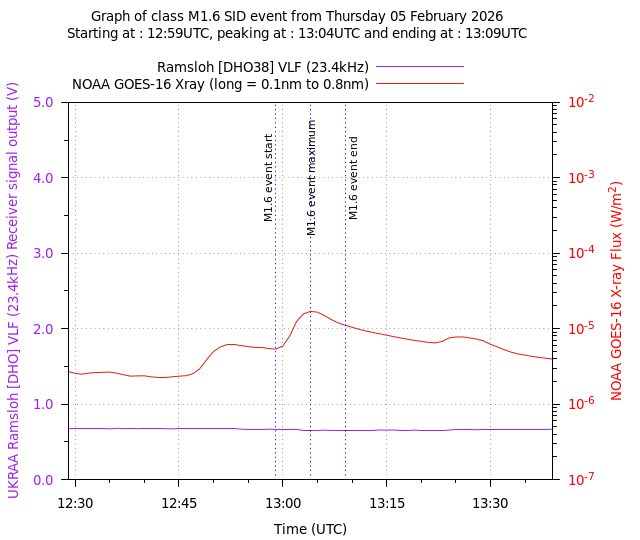 Graph of class M1.6 SID event from Thursday 05 February 2026
Starting at : 12:59UTC, peaking at : 13:04UTC and ending at : 13:09UTC
Ramsloh [DHO38] VLF (23.4kHz)
NOAA GOES-16 Xray (long = 0.1nm to 0.8nm)
UKRAA Ramsloh [DHO] VLF (23.4kHz) Receiver signal output (V)
5.0
4.0
3.0
2.0
1.0
0.0
M1.6 event start
M1.6 event maximum
M1.6 event end
10-2
10-3
10-4
10-5
10-6
10-7
NOAA GOES-16 X-ray Flux (W/m2)
12:30 12:45 13:00 13:15 13:30
Time (UTC)